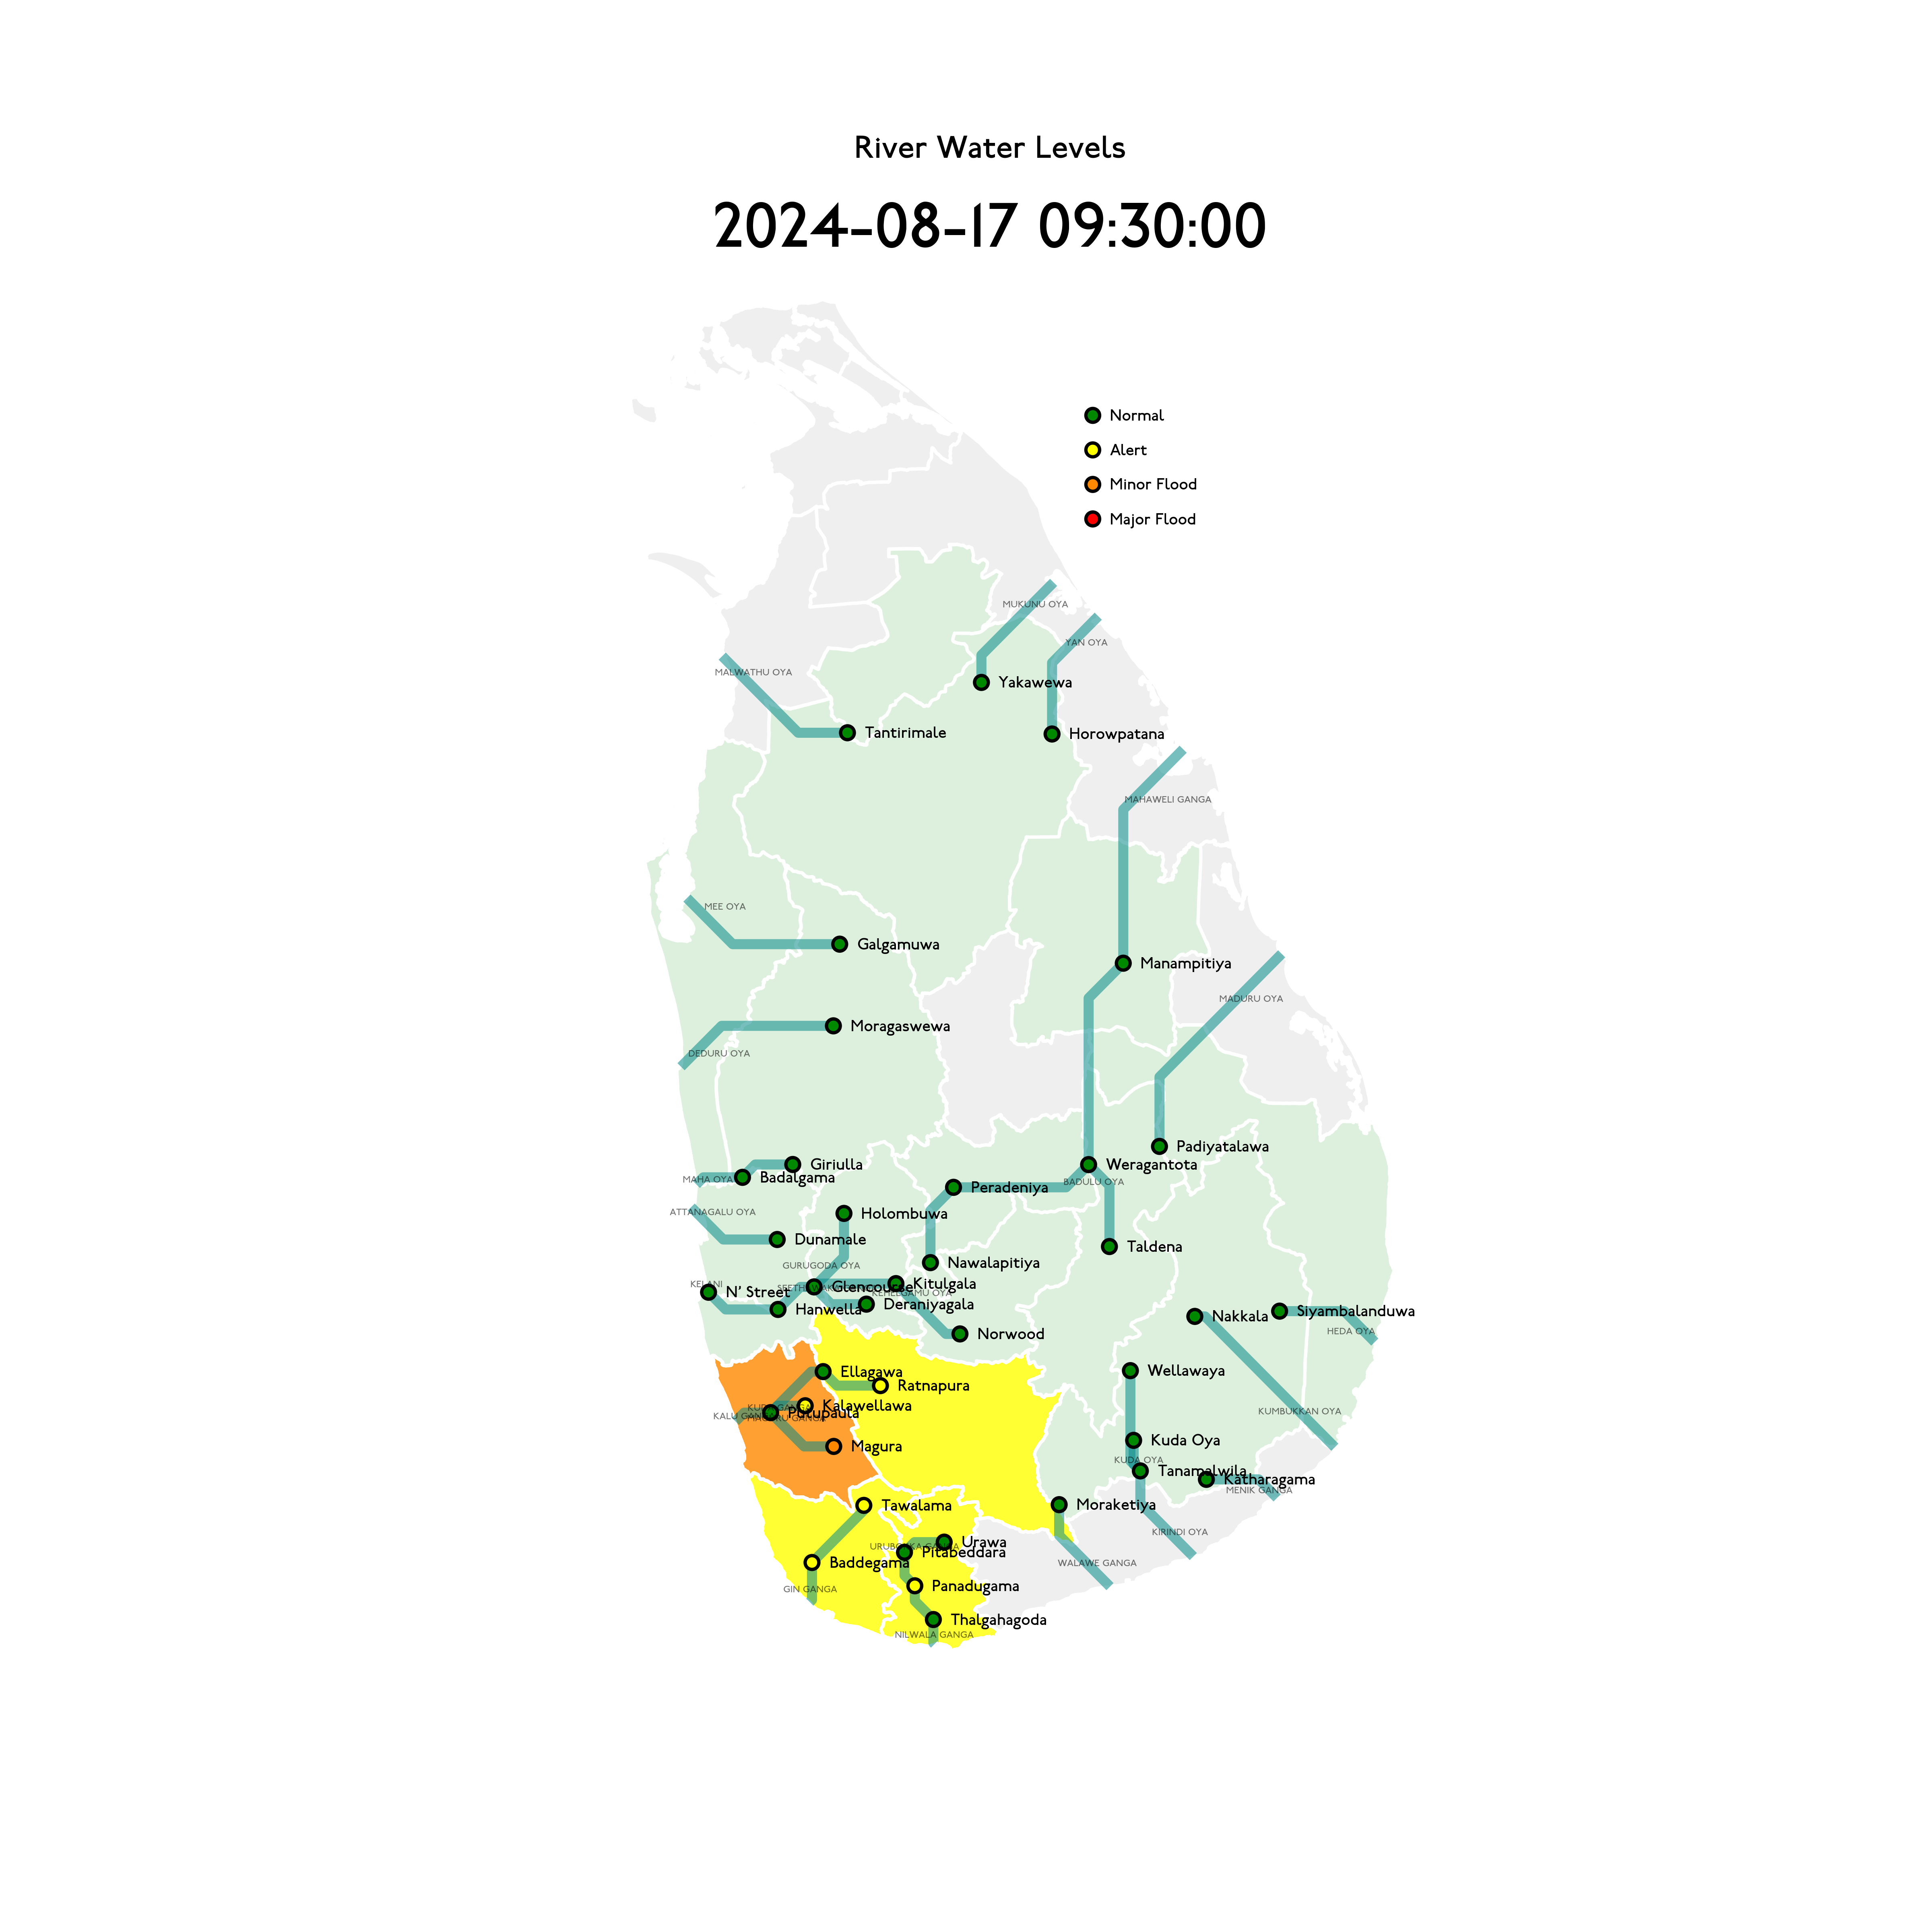 River Water Levels
2024-08-17 09:30:00
Normal
Alert
Minor Flood
Major Flood
MUKUNU OYA
YAN OYA
MALWATHU OYA
Yakawewa
Tantirimale
Horowpatana
MAHAWELI GANGA
MEE OYA
Galgamuwa
Manampitiya
MADURU OYA
Moragaswewa
DEDURU OYA
Padiyatalawa
Giriulla
Weragantota
MAHA OYA
Badalgama
BADULU OYA
Peradeniya
ATTANAGALU OYA
Holombuwa
Dunamale
Taldena
GURUGODA OYA
Nawalapitiya
KELANI
Kitulgala
Glencourse
KEHELGAMU OYA
N' Street
Deraniyagala
Hanwella
Siyambalanduwa
Nakkala
HEDA OYA
Norwood
Ellagawa
Wellawaya
Ratnapura
Kalawellawa
KUMBUKKAN OYA
Putupaula
Kuda Oya
Magura
KUDA OYA
Tanamalwila
Katharagama
MENIK GANGA
Tawalama
Moraketiya
KIRINDI OYA
Urawa
Pitabeddara
Baddegama
WALAWE GANGA
Panadugama
GIN GANGA
Thalgahagoda
NILWALA GANGA